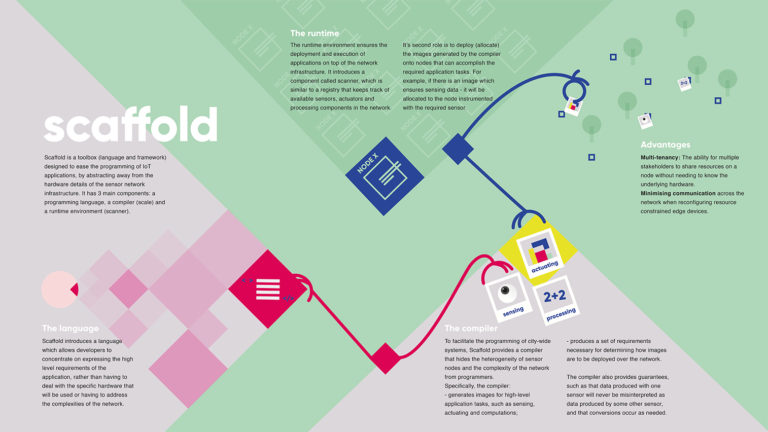 scaffold
Scaffold is a toolbox (language and framework)
designed to ease the programming of IoT
applications, by abstracting away from the
hardware details of the sensor network
infrastructure. It has 3 main components: a
programming language, a compiler (scale) and
a runtime environment (scanner).
The language
Scaffold introduces a language
which allows developers to
concentrate on expressing the high
level requirements of the
application, rather than having to
deal with the specific hardware that
will be used or having to address
the complexities of the network.
The runtime
The runtime environment ensures the
deployment and execution of
applications on top of the network
infrastructure. It introduces a
component called scanner, which is
similar to a registry that keeps track of
available sensors, actuators and
processing components in the network
It's second role is to deploy (allocate)
the images generated by the compiler
onto nodes that can accomplish the
required application tasks. For
example, if there is an image which
ensures sensing data - it will be
allocated to the node instrumented
with the required sensor.
NODE X
NODE X
NODE X
actuating
sensing
2+2
processing
2+2
The compiler
To facilitate the programming of city-wide
systems, Scaffold provides a compiler
that hides the heterogeneity of sensor
nodes and the complexity of the network
from programmers.
Specifically, the compiler:
- generates images for high-level
application tasks, such as sensing,
actuating and computations;
- produces a set of requirements
necessary for determining how images
are to be deployed over the network.
The compiler also provides guarantees,
such as that data produced with one
sensor will never be misinterpreted as
data produced by some other sensor,
and that conversions occur as needed.
Advantages
Multi-tenancy: The ability for multiple
stakeholders to share resources on a
node without needing to know the
underlying hardware.
Minimising communication across the
network when reconfiguring resource
constrained edge devices.